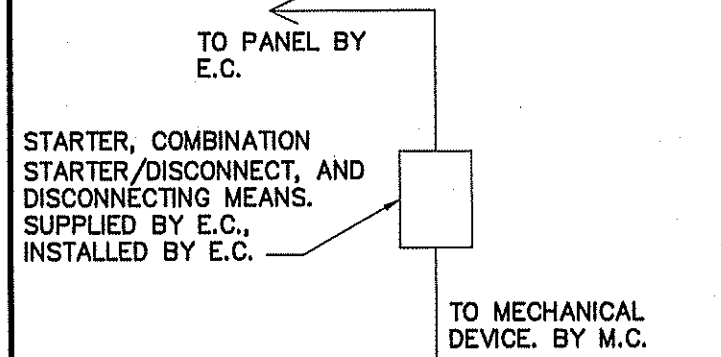 TO PANEL BY
E.C.
STARTER, COMBINATION
STARTER/DISCONNECT, AND
DISCONNECTING MEANS.
SUPPLIED BY E.C.,
INSTALLED BY E.C.
TO MECHANICAL
DEVICE. BY M.C.